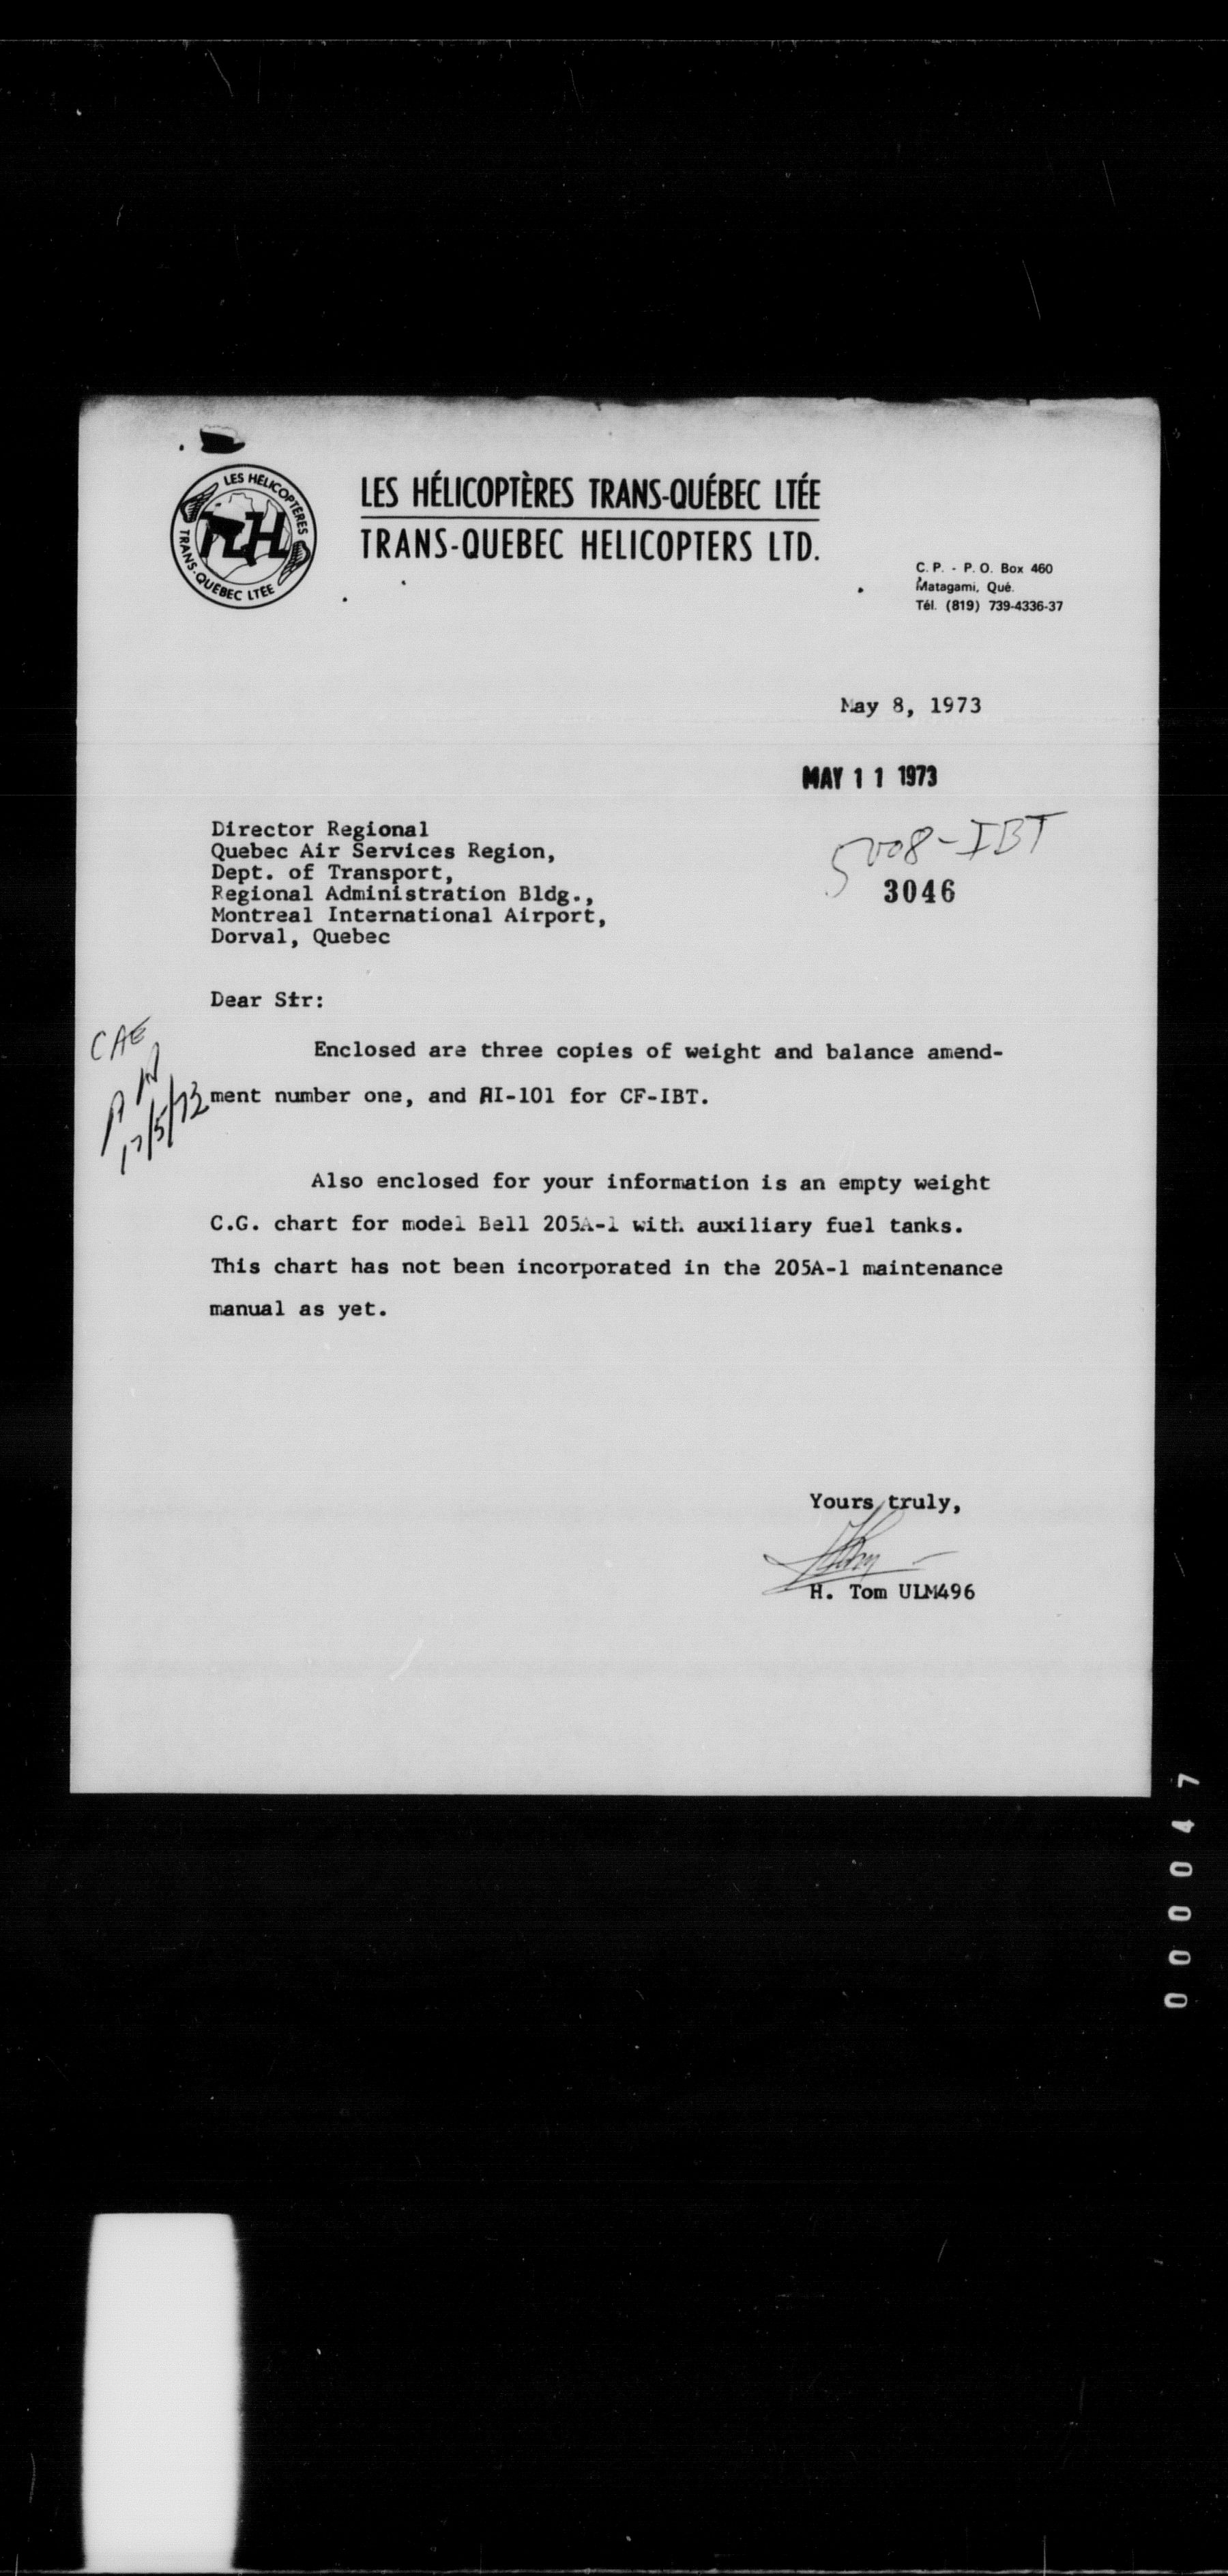 LES HÉLICOPTÈRES
TRANS-QUÉBEC LTÉE
LES HÉLICOPTÈRES TRANS-QUÉBEC LTÉE
TRANS-QUEBEC HELICOPTERS LTD.
C. P. - P. O. Box 460
Matagami, Qué.
Tél. (819) 739-4336-37
May 8, 1973
MAY 11 1973
5008-IBT
3046
Director Regional
Quebec Air Services Region,
Dept. of Transport,
Regional Administration Bldg.,
Montreal International Airport,
Dorval, Quebec
Dear Sir:
CAE
17/5/73
Enclosed are three copies of weight and balance amend-
ment number one, and AI-101 for CF-IBT.
Also enclosed for your information is an empty weight
C.G. chart for model Bell 205A-1 with auxiliary fuel tanks.
This chart has not been incorporated in the 205A-1 maintenance
manual as yet.
Yours truly,
H. Tom ULM496
000047